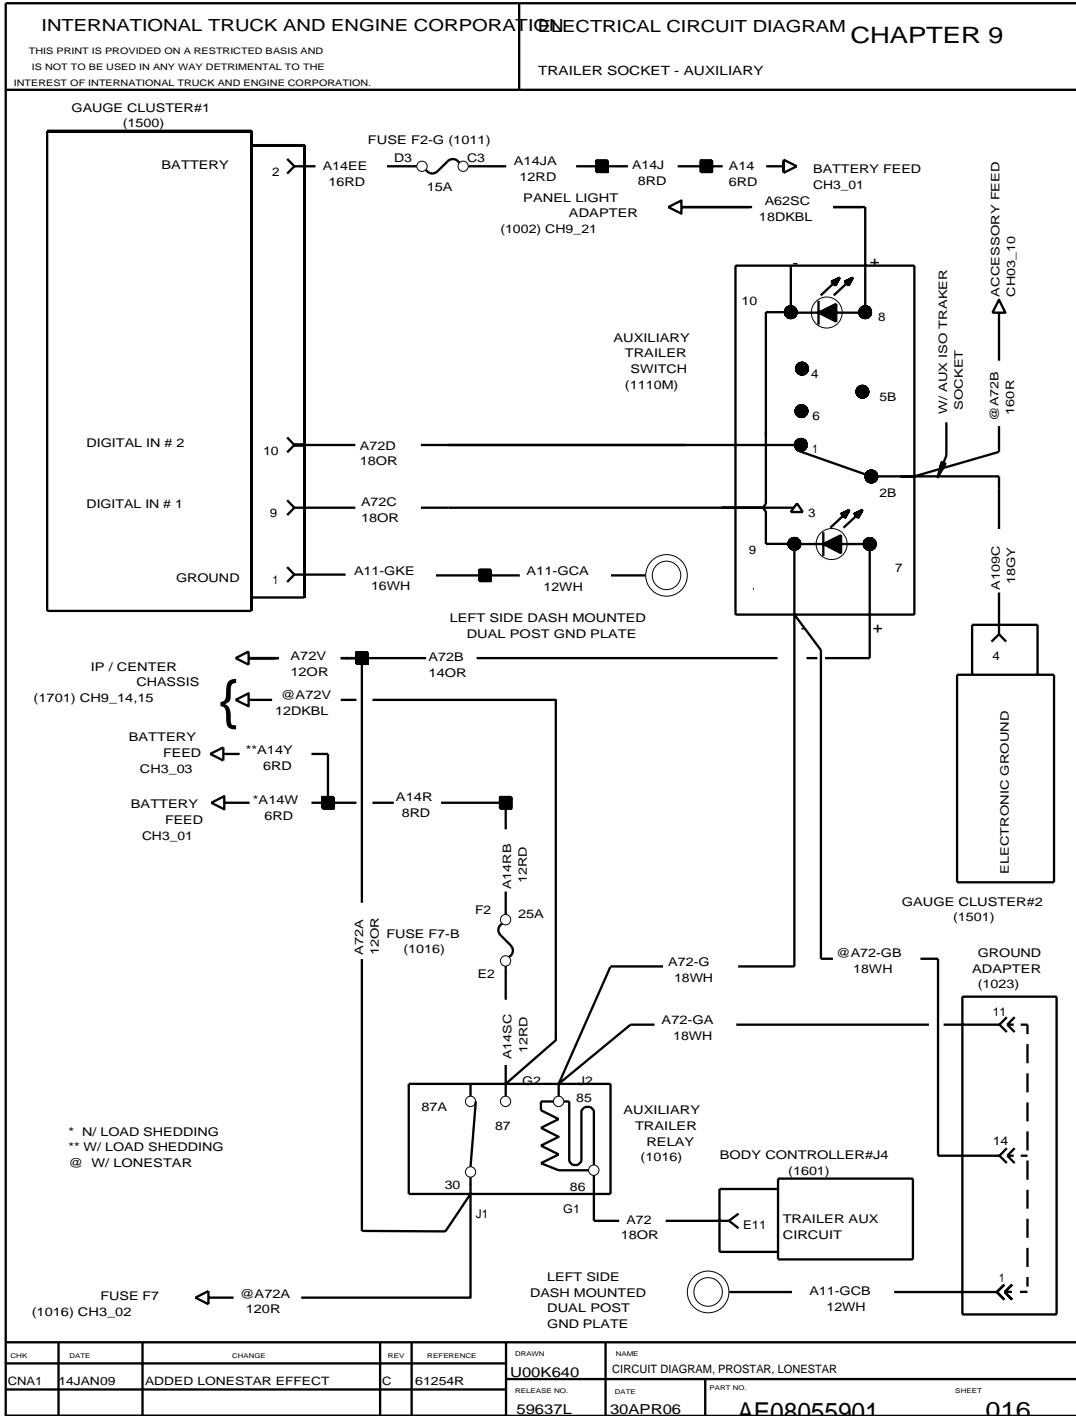 INTERNATIONAL TRUCK AND ENGINE CORPORATION
THIS PRINT IS PROVIDED ON A RESTRICTED BASIS AND
IS NOT TO BE USED IN ANY WAY DETRIMENTAL TO THE
INTEREST OF INTERNATIONAL TRUCK AND ENGINE CORPORATION.
ELECTRICAL CIRCUIT DIAGRAM
CHAPTER 9
TRAILER SOCKET - AUXILIARY
GAUGE CLUSTER#1
(1500)
BATTERY
2
A14EE
16RD
FUSE F2-G (1011)
D3
C3
15A
A14JA
12RD
A14J
8RD
A14
6RD
BATTERY FEED
CH3_01
PANEL LIGHT
ADAPTER
(1002) CH9_21
A62SC
18DKBL
ACCESSORY FEED
CH03_10
-
+
10
8
AUXILIARY
TRAILER
SWITCH
(1110M)
4
5B
6
W/ AUX ISO TRAKER
SOCKET
@A72B
160R
DIGITAL IN # 2
10
A72D
18OR
1
2B
DIGITAL IN # 1
9
A72C
18OR
3
9
7
A109C
18GY
GROUND
1
A11-GKE
16WH
A11-GCA
12WH
LEFT SIDE DASH MOUNTED
DUAL POST GND PLATE
-
+
4
ELECTRONIC GROUND
GAUGE CLUSTER#2
(1501)
IP / CENTER
CHASSIS
(1701) CH9_14,15
{
A72V
12OR
A72B
14OR
@A72V
12DKBL
BATTERY
FEED
CH3_03
**A14Y
6RD
BATTERY
FEED
CH3_01
*A14W
6RD
A14R
8RD
A14RB
12RD
F2
25A
FUSE F7-B
(1016)
E2
A72A
12OR
A14SC
12RD
A72-G
18WH
@A72-GB
18WH
GROUND
ADAPTER
(1023)
11
A72-GA
18WH
G2
J2
87A
87
85
AUXILIARY
TRAILER
RELAY
(1016)
30
86
J1
G1
* N/ LOAD SHEDDING
** W/ LOAD SHEDDING
@ W/ LONESTAR
14
BODY CONTROLLER#J4
(1601)
A72
18OR
E11
TRAILER AUX
CIRCUIT
FUSE F7
(1016) CH3_02
@A72A
120R
LEFT SIDE
DASH MOUNTED
DUAL POST
GND PLATE
A11-GCB
12WH
1
CHK DATE CHANGE REV REFERENCE
CNA1 14JAN09 ADDED LONESTAR EFFECT C 61254R
DRAWN
U00K640
NAME
CIRCUIT DIAGRAM, PROSTAR, LONESTAR
RELEASE NO.
59637L
DATE
30APR06
PART NO.
AE08055901
SHEET
016